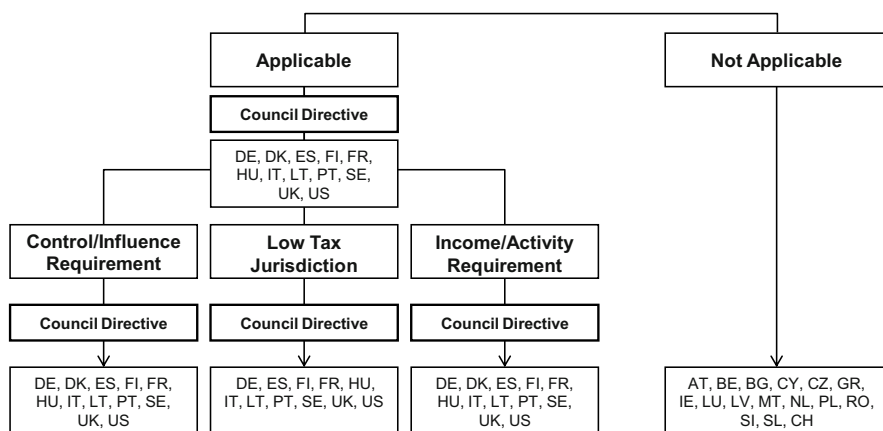 Applicable
Not Applicable
Council Directive
DE, DK, ES, FI, FR,
HU, IT, LT, PT, SE,
UK, US
Control/Influence
Requirement
Low Tax
Jurisdiction
Income/Activity
Requirement
Council Directive
Council Directive
Council Directive
DE, DK, ES, FI, FR,
HU, IT, LT, PT, SE,
UK, US
DE, ES, FI, FR, HU,
IT, LT, PT, SE, UK, US
DE, DK, ES, FI, FR,
HU, IT, LT, PT, SE,
UK, US
AT, BE, BG, CY, CZ, GR,
IE, LU, LV, MT, NL, PL, RO,
SI, SL, CH